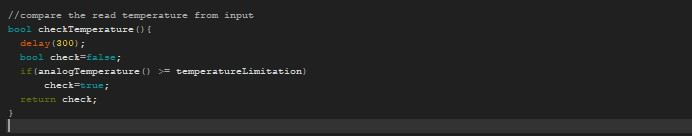 //compare the read temperature from input
bool checkTemperature(){
  delay(300);
  bool check=false;
  if(analogTemperature() >= temperatureLimitation)
      check=true;
  return check;
}